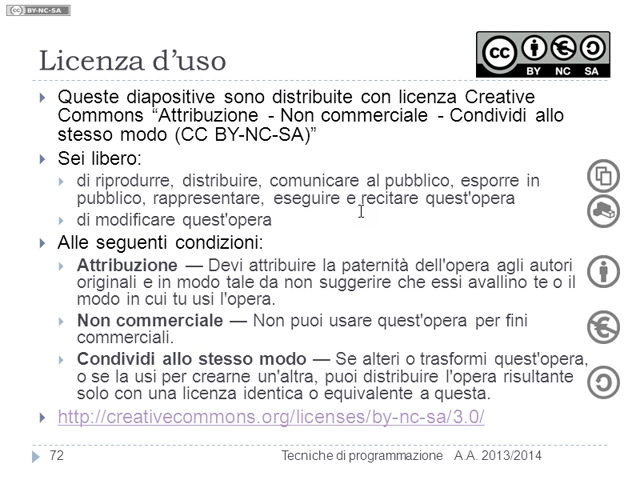 BY-NC-SA
Licenza d'uso
cc BY NC SA
Queste diapositive sono distribuite con licenza Creative
Commons "Attribuzione - Non commerciale - Condividi allo
stesso modo (CC BY-NC-SA)"
Sei libero:
di riprodurre, distribuire, comunicare al pubblico, esporre in
pubblico, rappresentare, eseguire e recitare quest'opera
di modificare quest'opera
Alle seguenti condizioni:
Attribuzione — Devi attribuire la paternità dell'opera agli autori
originali e in modo tale da non suggerire che essi avallino te o il
modo in cui tu usi l'opera.
Non commerciale — Non puoi usare quest'opera per fini
commerciali.
Condividi allo stesso modo — Se alteri o trasformi quest'opera,
o se la usi per crearne un'altra, puoi distribuire l'opera risultante
solo con una licenza identica o equivalente a questa.
http://creativecommons.org/licenses/by-nc-sa/3.0/
72 Tecniche di programmazione A.A. 2013/2014